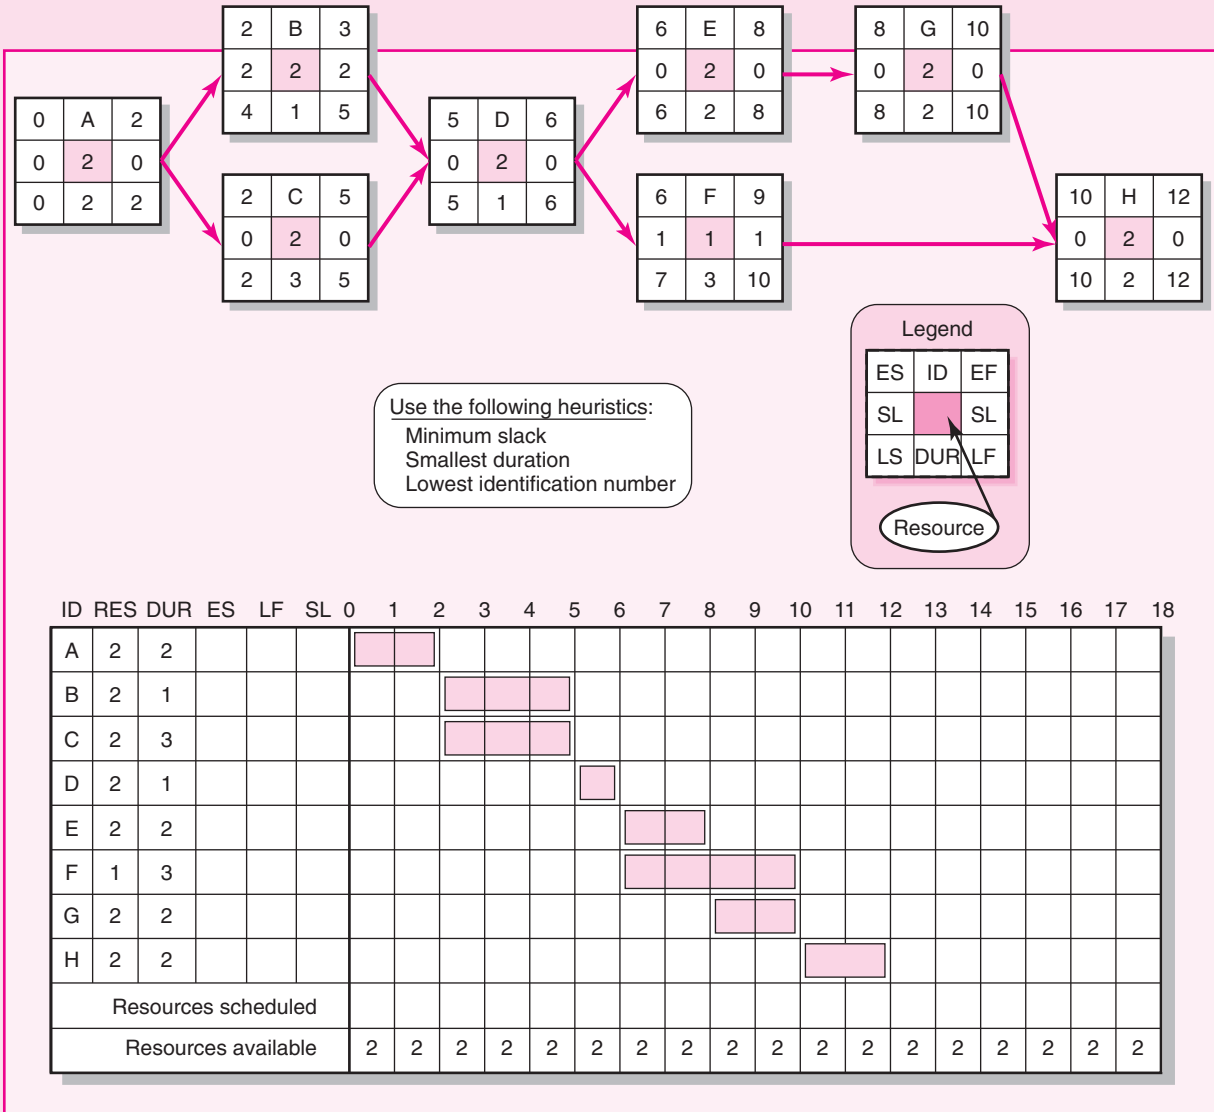 2 B 3
2 2 2
4 1 5
6 E 8
0 2 0
6 2 8
8 G 10
0 2 0
8 2 10
0 A 2
0 2 0
0 2 2
5 D 6
0 2 0
5 1 6
2 C 5
0 2 0
2 3 5
6 F 9
1 1 1
7 3 10
10 H 12
0 2 0
10 2 12
Legend
ES ID EF
SL SL
LS DUR LF
Resource
Use the following heuristics:
Minimum slack
Smallest duration
Lowest identification number
ID RES DUR ES LF SL 0 1 2 3 4 5 6 7 8 9 10 11 12 13 14 15 16 17 18
A 2 2
B 2 1
C 2 3
D 2 1
E 2 2
F 1 3
G 2 2
H 2 2
Resources scheduled
Resources available 2 2 2 2 2 2 2 2 2 2 2 2 2 2 2 2 2 2